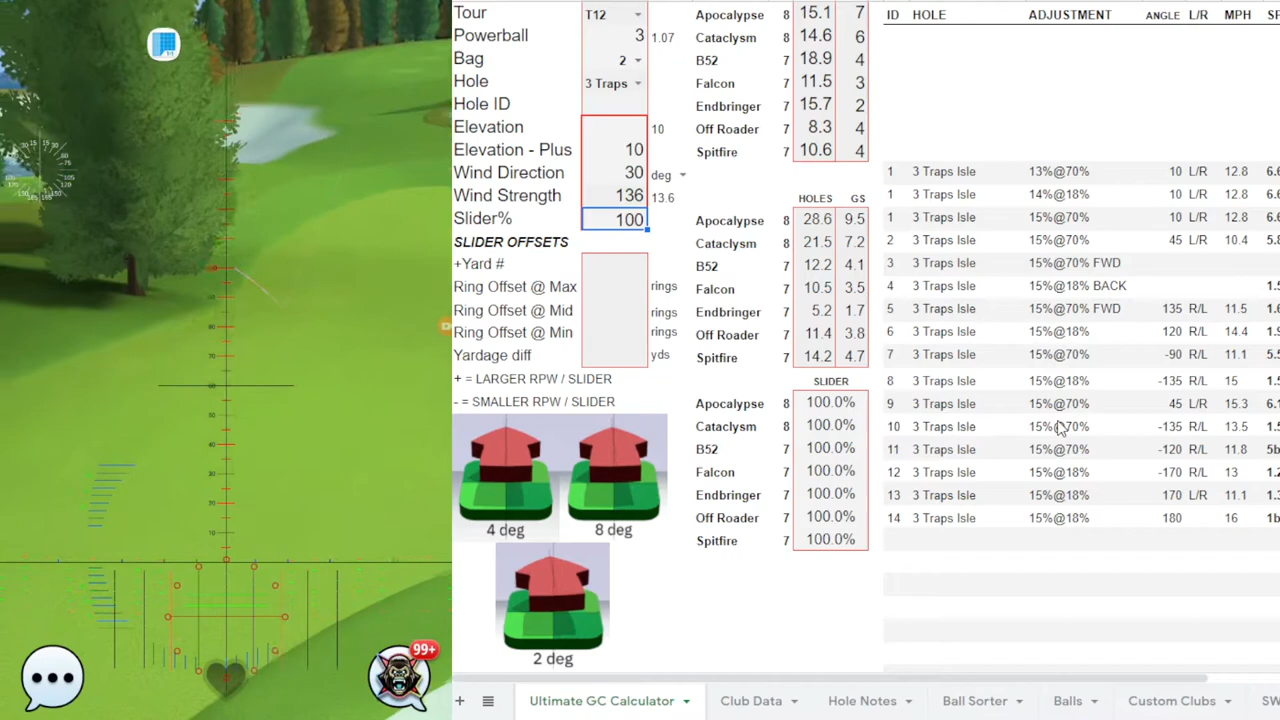 Tour T12
Powerball 3 1.07
Bag 2
Hole 3 Traps
Hole ID
Elevation 10
Elevation - Plus 10
Wind Direction 30 deg
Wind Strength 136 13.6
Slider% 100
SLIDER OFFSETS
+Yard #
Ring Offset @ Max rings
Ring Offset @ Mid rings
Ring Offset @ Min rings
Yardage diff yds
+ = LARGER RPW / SLIDER
- = SMALLER RPW / SLIDER
4 deg 8 deg
2 deg
Apocalypse 8 15.1 7
Cataclysm 8 14.6 6
B52 7 18.9 4
Falcon 7 11.5 3
Endbringer 7 15.7 2
Off Roader 7 8.3 4
Spitfire 7 10.6 4
HOLES GS
Apocalypse 8 28.6 9.5
Cataclysm 8 21.5 7.2
B52 7 12.2 4.1
Falcon 7 10.5 3.5
Endbringer 7 5.2 1.7
Off Roader 7 11.4 3.8
Spitfire 7 14.2 4.7
SLIDER
Apocalypse 8 100.0%
Cataclysm 8 100.0%
B52 7 100.0%
Falcon 7 100.0%
Endbringer 7 100.0%
Off Roader 7 100.0%
Spitfire 7 100.0%
ID HOLE ADJUSTMENT ANGLE L/R MPH
1 3 Traps Isle 13%@70% 10 L/R 12.8
1 3 Traps Isle 14%@18% 10 L/R 12.8
1 3 Traps Isle 15%@70% 10 L/R 12.8
2 3 Traps Isle 15%@70% 45 L/R 10.4
3 3 Traps Isle 15%@70% FWD
4 3 Traps Isle 15%@18% BACK
5 3 Traps Isle 15%@70% FWD 135 R/L 11.5
6 3 Traps Isle 15%@18% 120 R/L 14.4
7 3 Traps Isle 15%@70% -90 R/L 11.1
8 3 Traps Isle 15%@18% -135 R/L 15
9 3 Traps Isle 15%@70% 45 L/R 15.3
10 3 Traps Isle 15%@70% -135 R/L 13.5
11 3 Traps Isle 15%@70% -120 R/L 11.8
12 3 Traps Isle 15%@18% -170 R/L 13
13 3 Traps Isle 15%@18% 170 L/R 11.1
14 3 Traps Isle 15%@18% 180 16
99+
+ Ultimate GC Calculator Club Data Hole Notes Ball Sorter Balls Custom Clubs